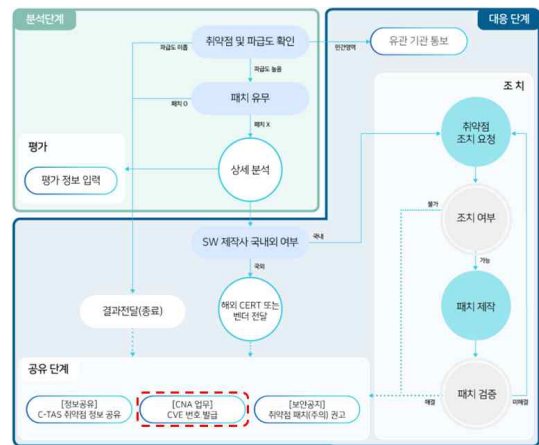 분석단계
대응 단계
취약점 및 파급도 확인
파급도 미흡
민간영역
유관 기관 통보
파급도 높음
조 치
패치 유무
패치 O
패치 X
취약점
조치 요청
평가
평가 정보 입력
상세 분석
불가
조치 여부
SW 제작사 국내외 여부
국내
국외
가능
결과전달(종료)
해외 CERT 또는
벤더 전달
패치 제작
공유 단계
패치 검증
해결
미해결
[정보공유]
C-TAS 취약점 정보 공유
[CNA 업무]
CVE 번호 발급
[보안공지]
취약점 패치(주의) 권고